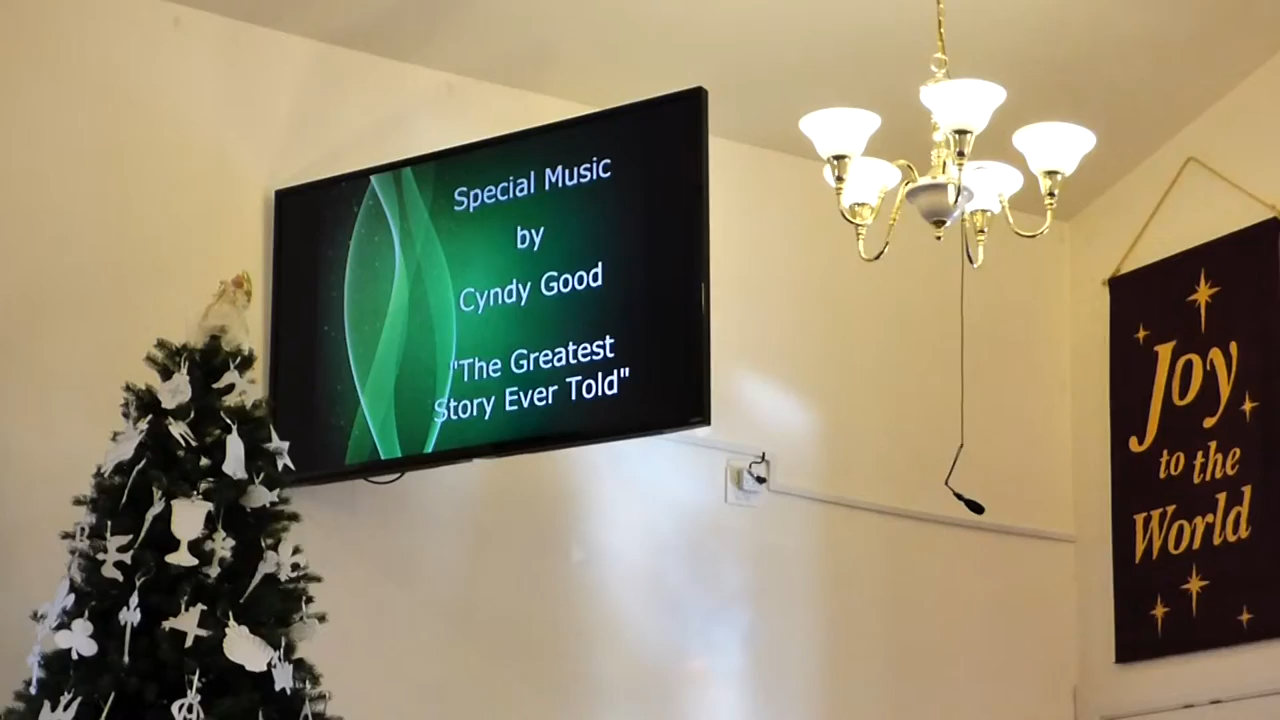 Special Music
by
Cyndy Good
"The Greatest
Story Ever Told"
Joy
to the
World